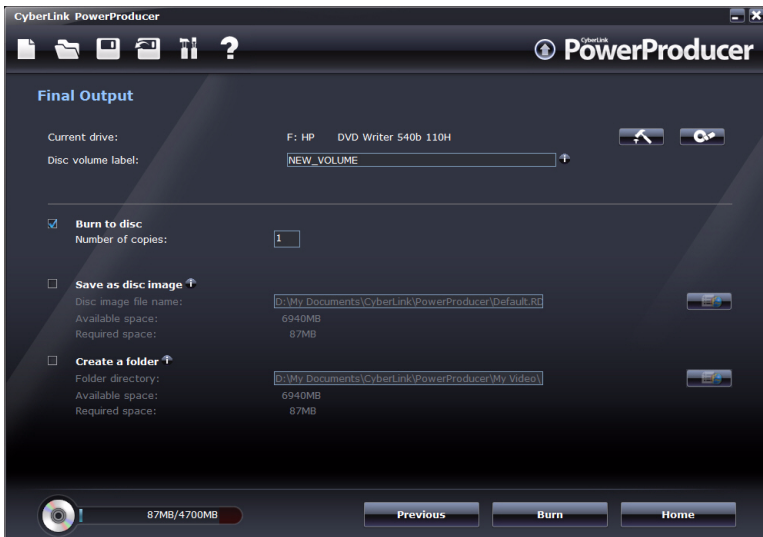 CyberLink PowerProducer
CyberLink
PowerProducer
Final Output
Current drive: F: HP DVD Writer 540b 110H
Disc volume label: NEW_VOLUME
Burn to disc
Number of copies: 1
Save as disc image
Disc image file name: D:\My Documents\CyberLink\PowerProducer\Default.RD
Available space: 6940MB
Required space: 87MB
Create a folder
Folder directory: D:\My Documents\CyberLink\PowerProducer\My Video\
Available space: 6940MB
Required space: 87MB
87MB/4700MB
Previous Burn Home